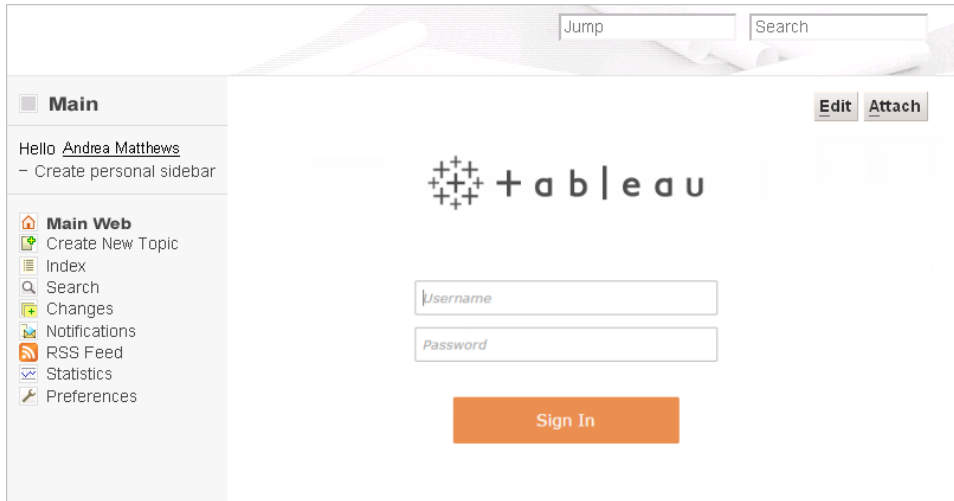 Jump Search
Main
Edit Attach
Hello Andrea Matthews
– Create personal sidebar
+ableau
Main Web
Create New Topic
Index
Search
Changes
Notifications
RSS Feed
Statistics
Preferences
Username
Password
Sign In